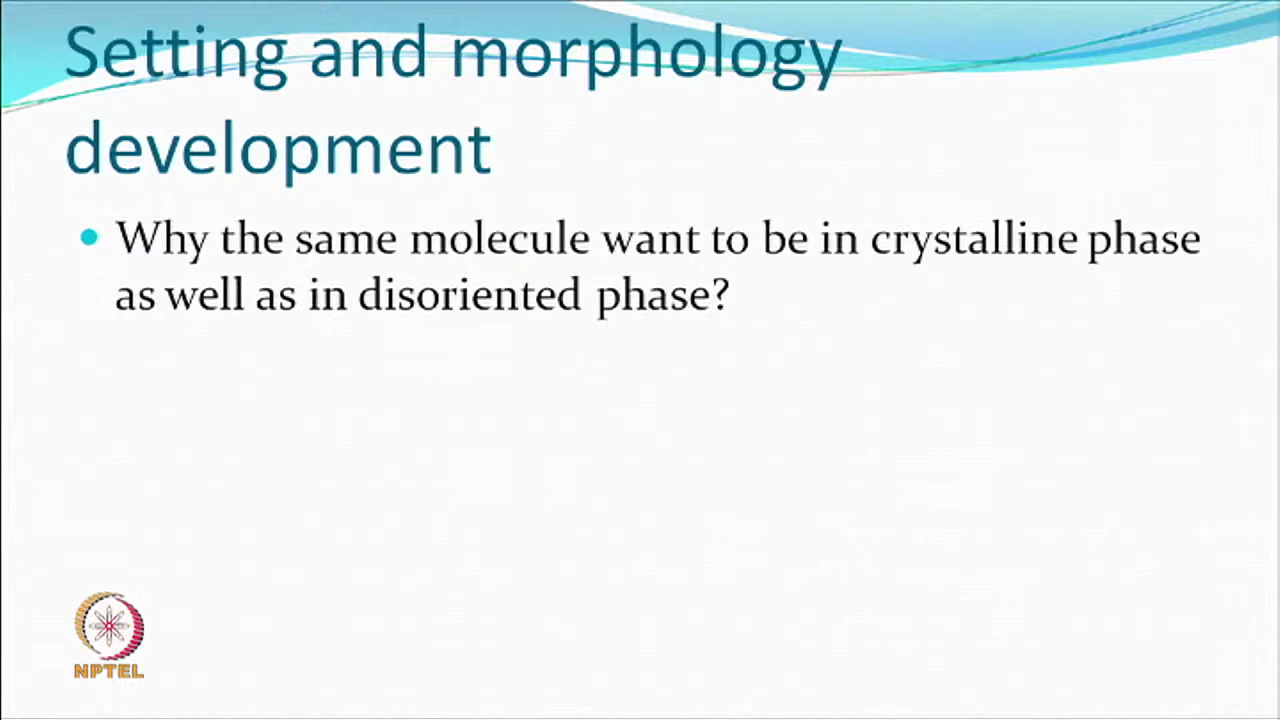 Setting and morphology
development
Why the same molecule want to be in crystalline phase
as well as in disoriented phase?
NPTEL